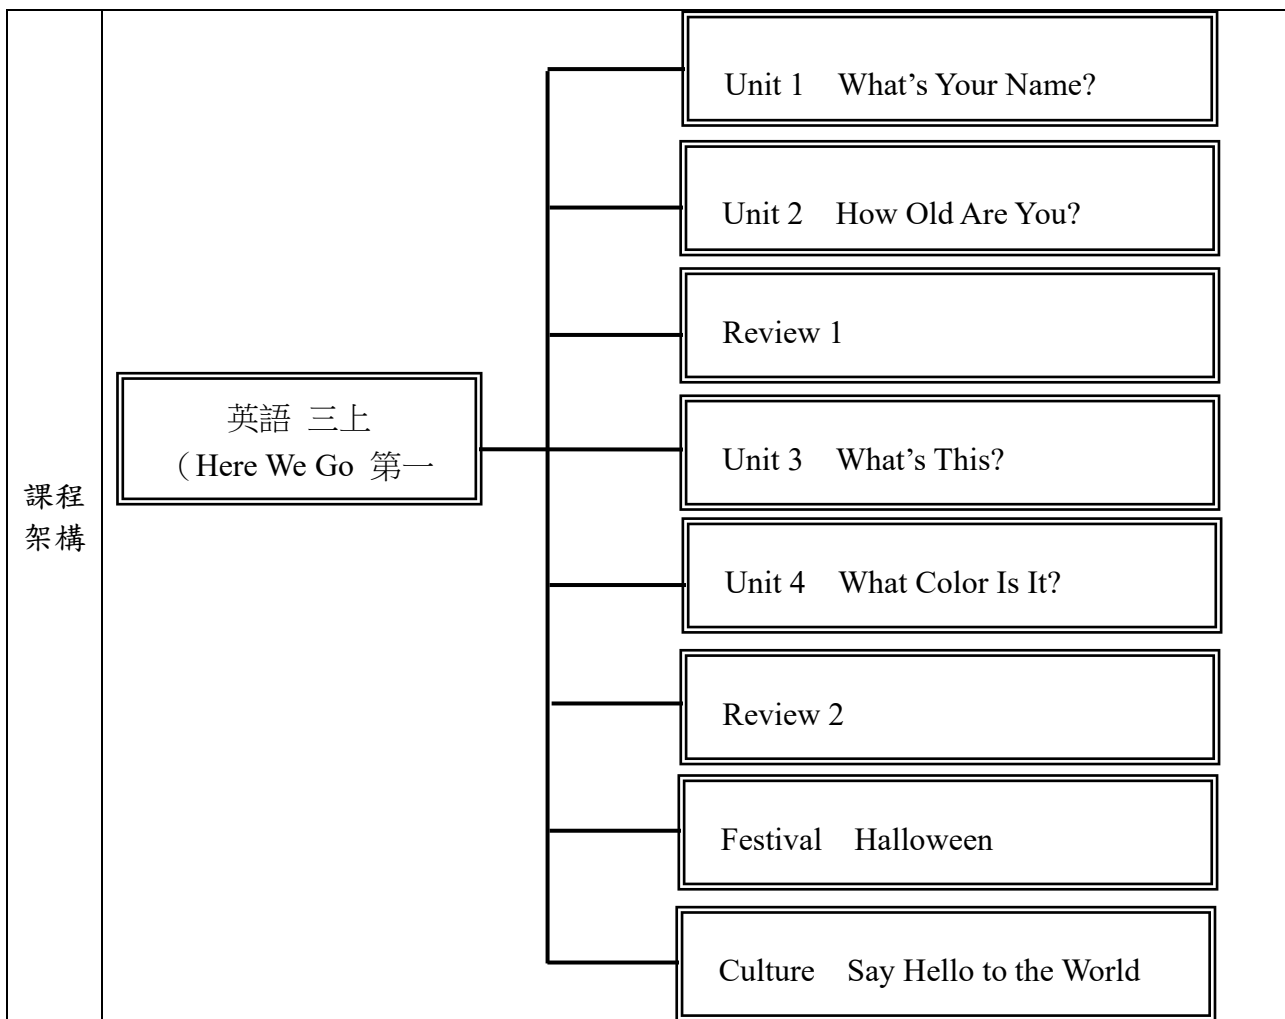 課程
架構
英語 三上
（Here We Go 第一
Unit 1 What’s Your Name?
Unit 2 How Old Are You?
Review 1
Unit 3 What’s This?
Unit 4 What Color Is It?
Review 2
Festival Halloween
Culture Say Hello to the World